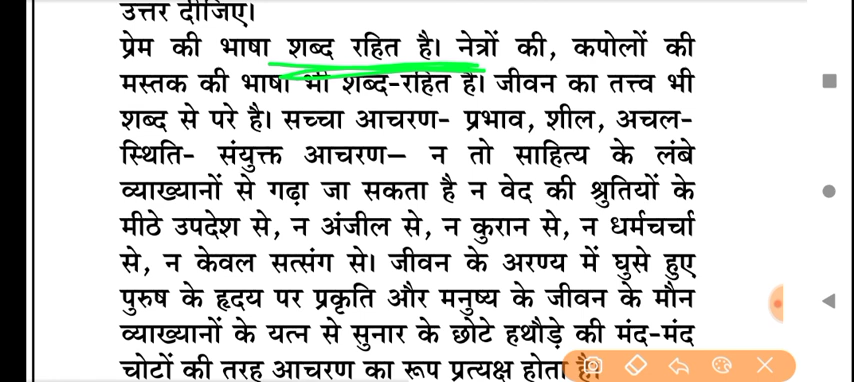 उत्तर दीजिए।
प्रेम की भाषा शब्द रहित है। नेत्रों की, कपोलों की
मस्तक की भाषा भी शब्द-रहित है। जीवन का तत्त्व भी
शब्द से परे है। सच्चा आचरण- प्रभाव, शील, अचल-
स्थिति- संयुक्त आचरण– न तो साहित्य के लंबे
व्याख्यानों से गढ़ा जा सकता है न वेद की श्रुतियों के
मीठे उपदेश से, न अंजील से, न कुरान से, न धर्मचर्चा
से, न केवल सत्संग से। जीवन के अरण्य में घुसे हुए
पुरुष के हृदय पर प्रकृति और मनुष्य के जीवन के मौन
व्याख्यानों के यत्न से सुनार के छोटे हथौड़े की मंद-मंद
चोटों की तरह आचरण का रूप प्रत्यक्ष होता है।